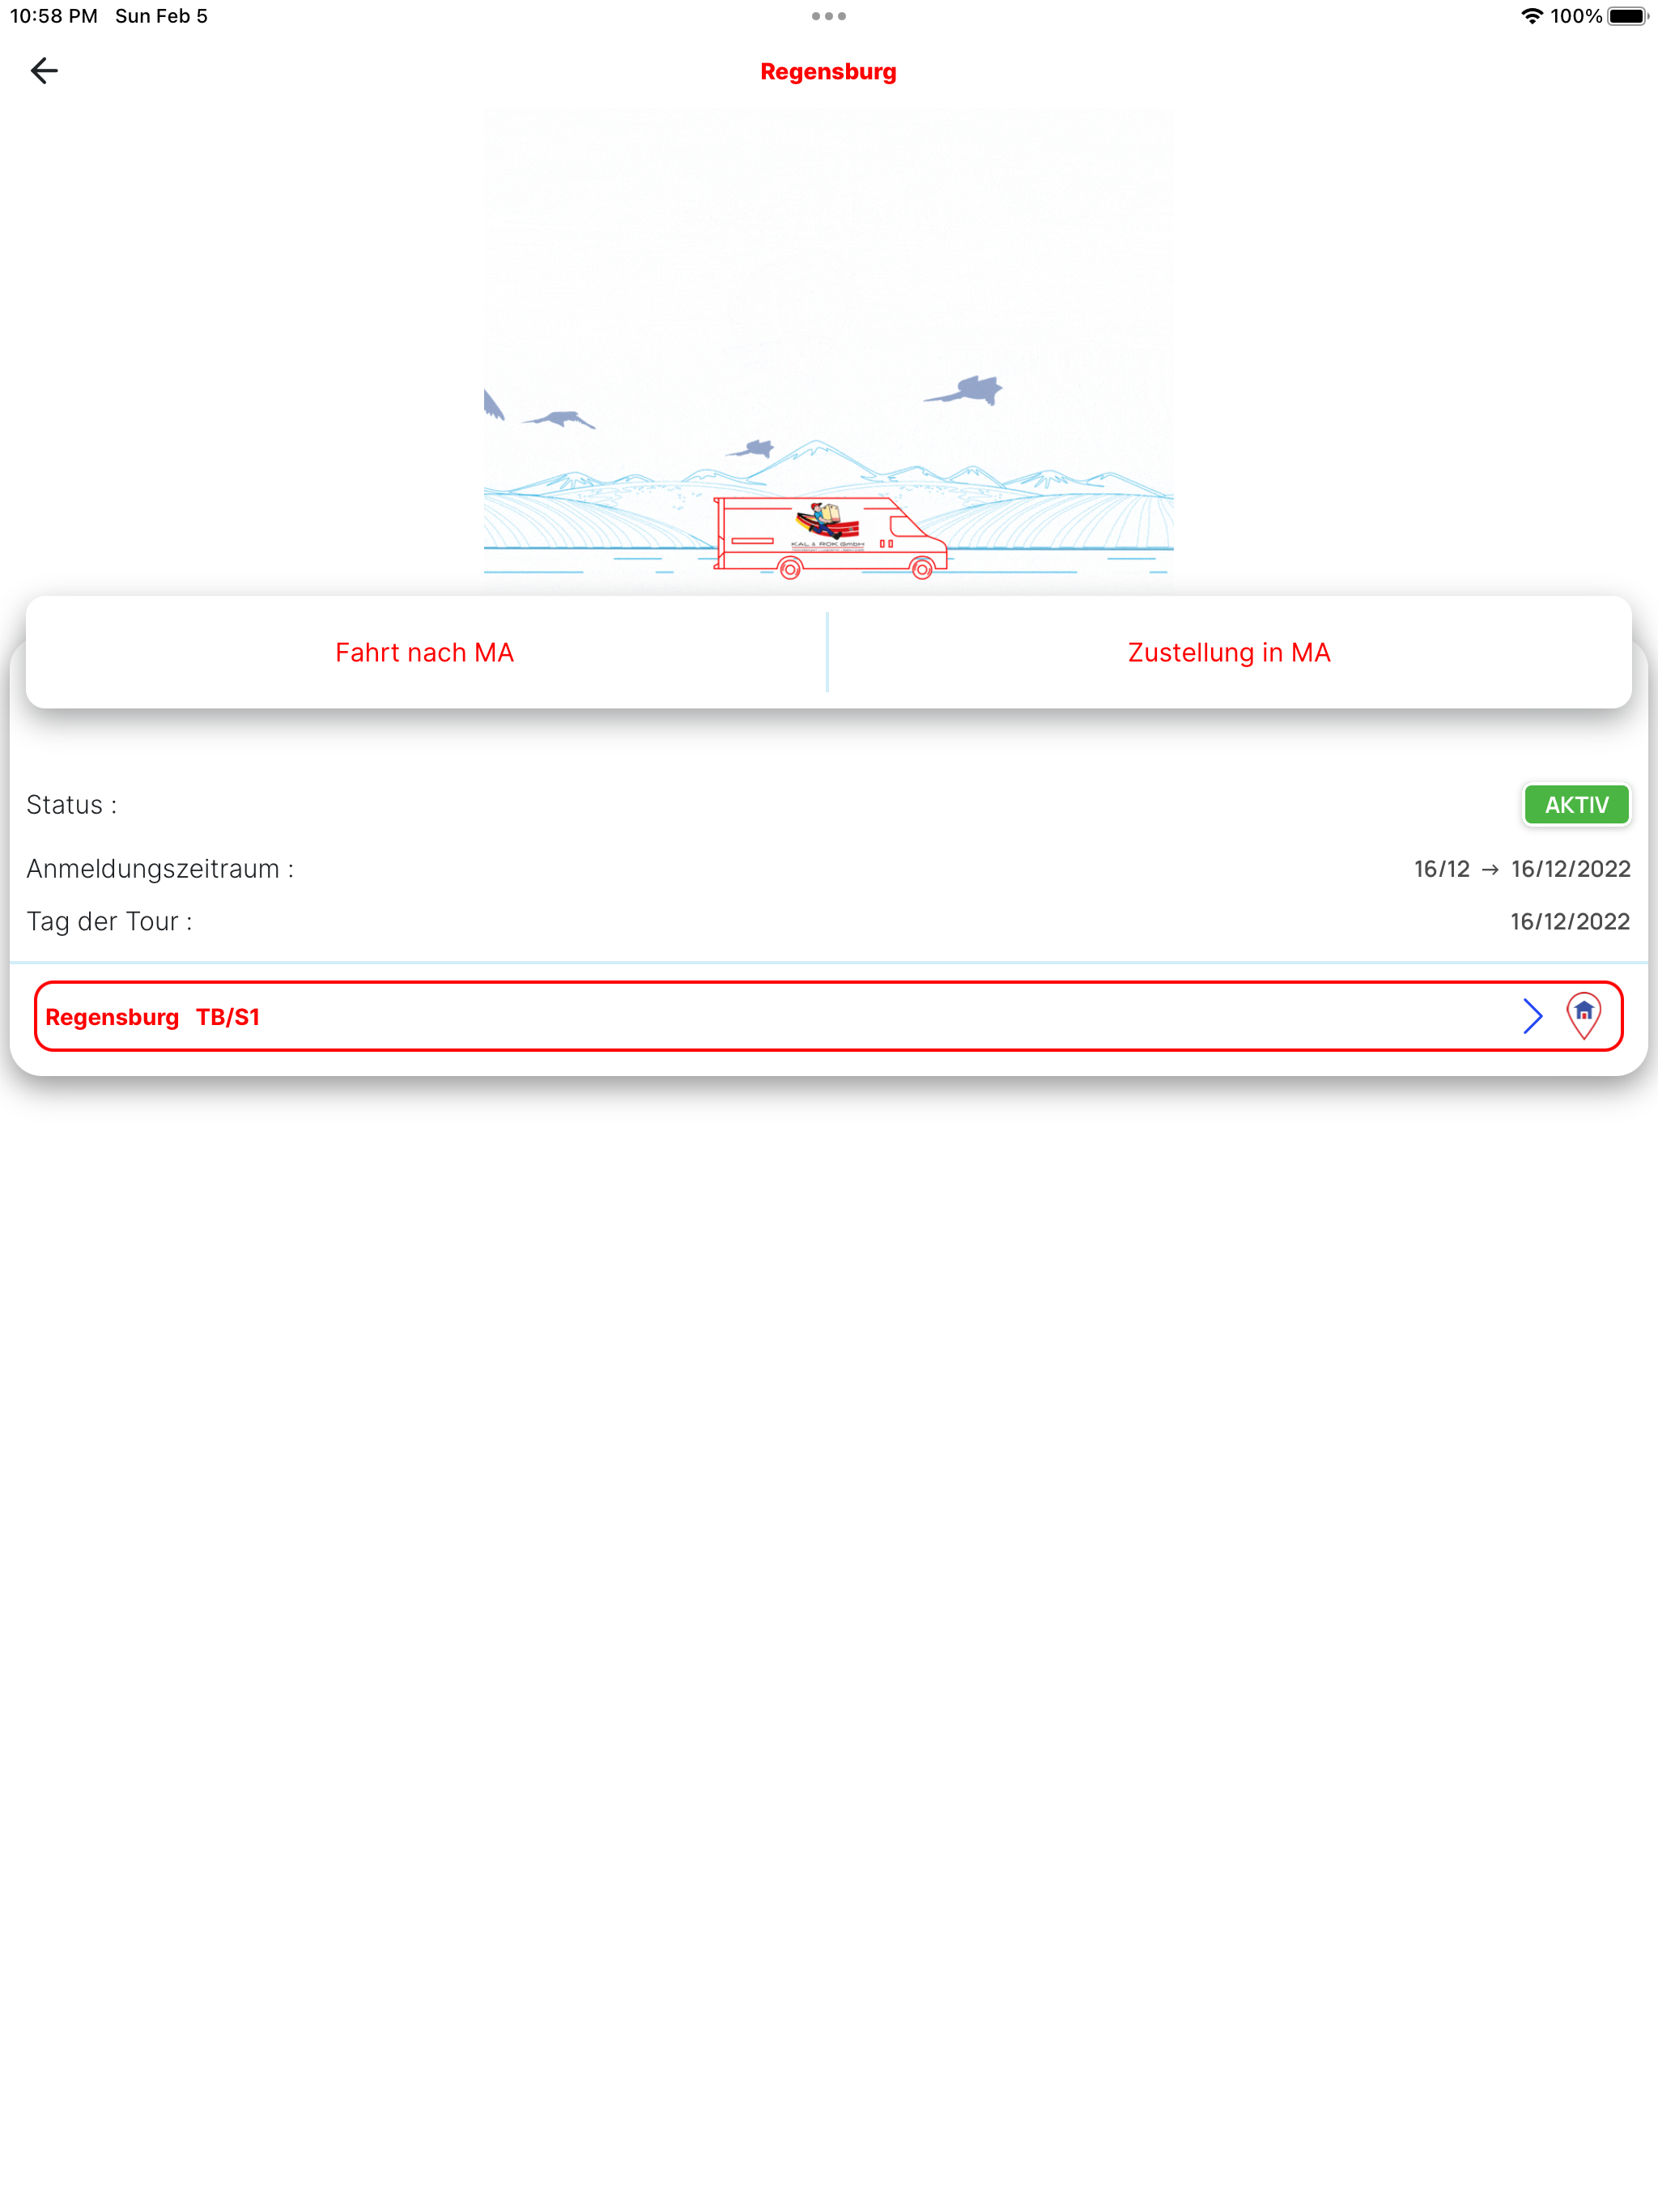 10:58 PM Sun Feb 5
100%
Regensburg
KAL & ROK GmbH
Fahrt nach MA
Zustellung in MA
Status :
AKTIV
Anmeldungszeitraum :
16/12 → 16/12/2022
Tag der Tour :
16/12/2022
Regensburg TB/S1